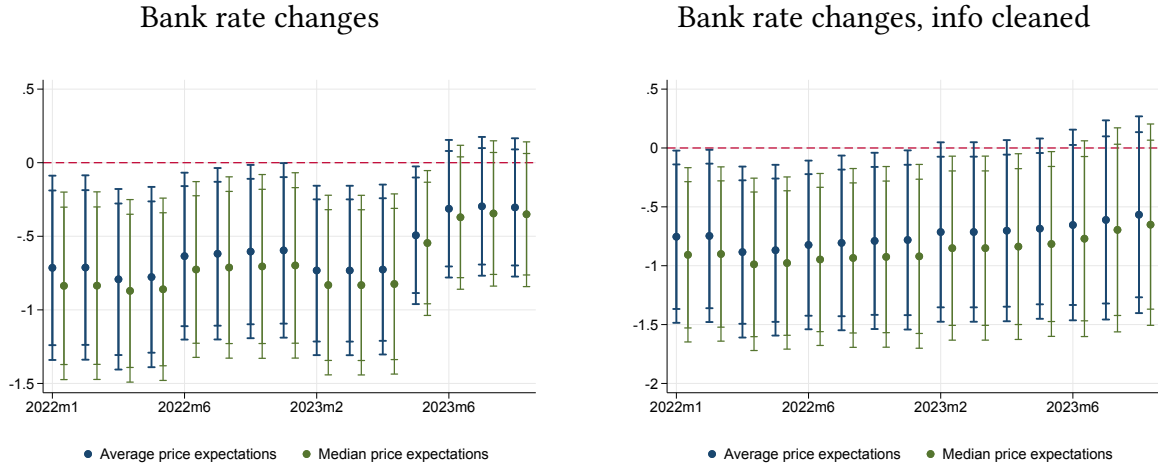 Bank rate changes
Bank rate changes, info cleaned
.5
0
-.5
-1
-1.5
2022m1
2022m6
2023m2
2023m6
Average price expectations
Median price expectations
.5
0
-.5
-1
-1.5
-2
2022m1
2022m6
2023m2
2023m6
Average price expectations
Median price expectations